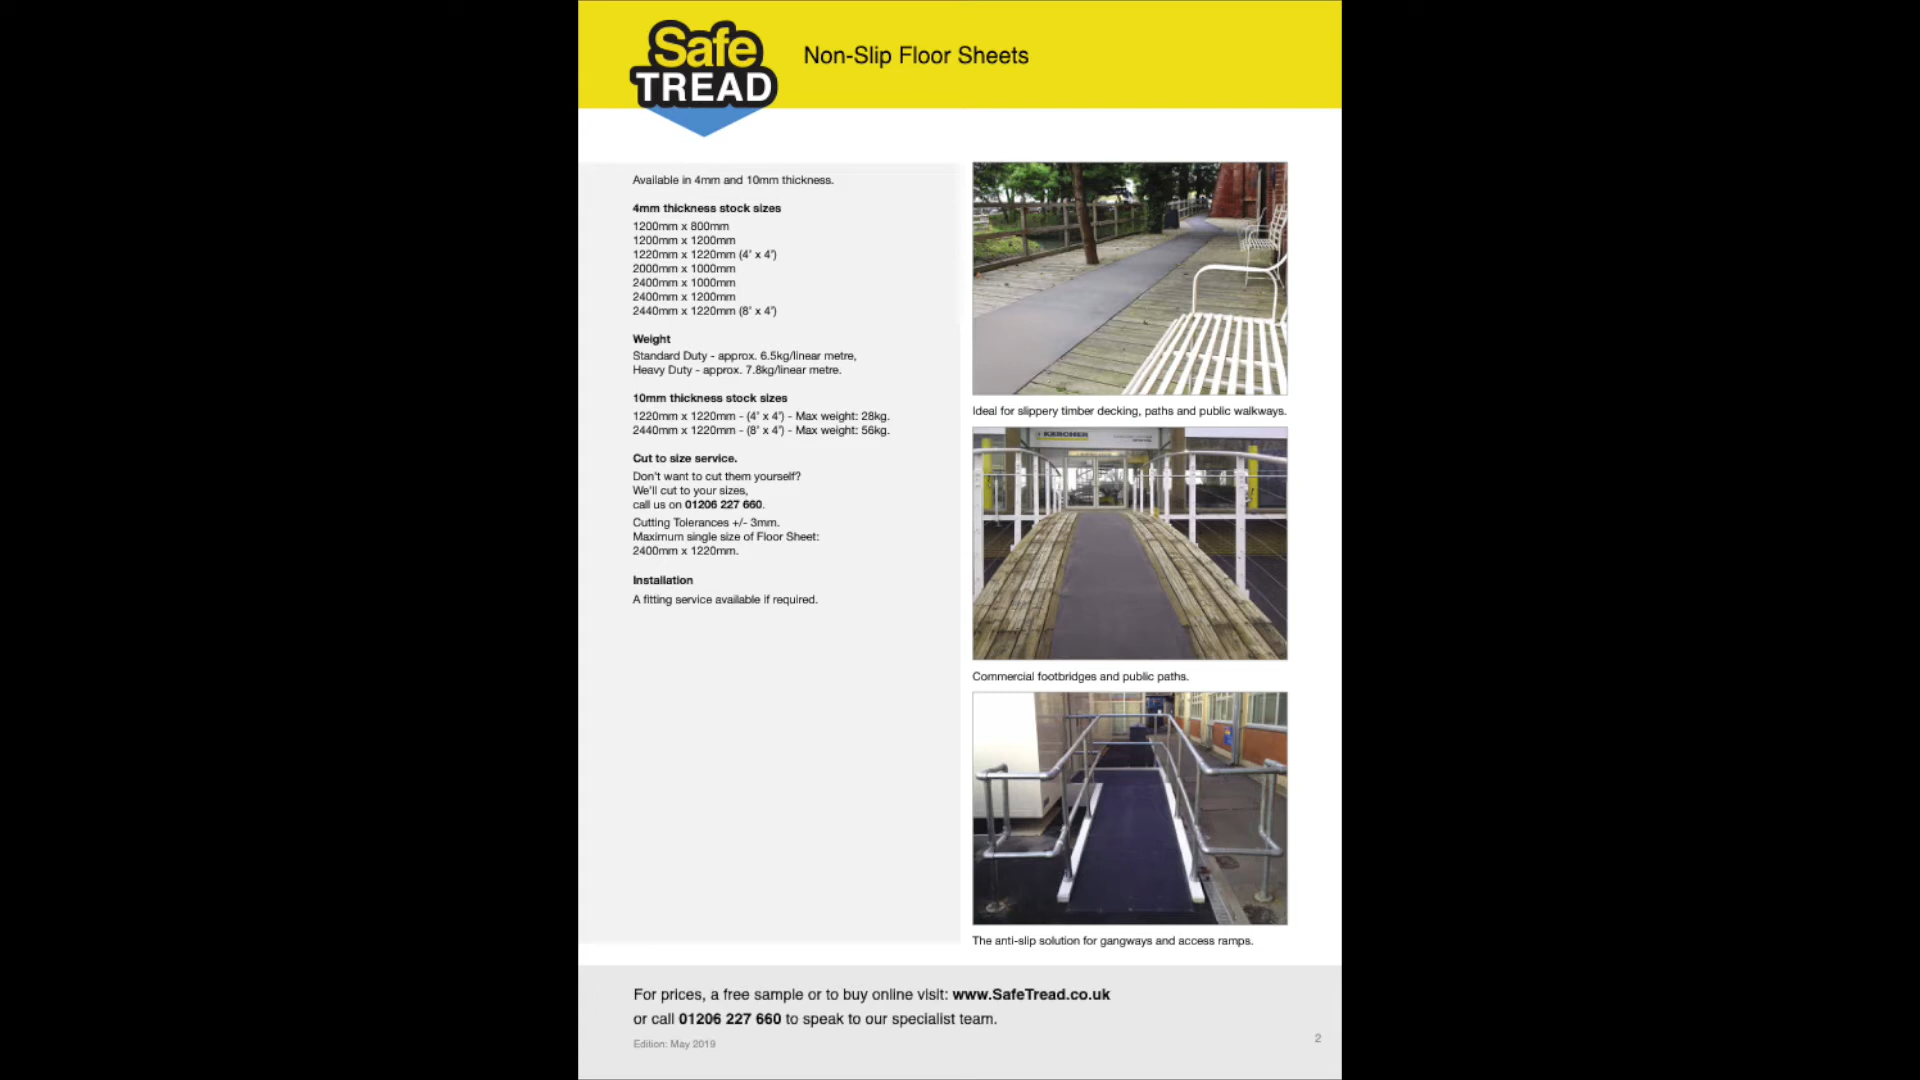 Safe
TREAD
Non-Slip Floor Sheets
Available in 4mm and 10mm thickness.
4mm thickness stock sizes
1200mm x 800mm
1200mm x 1200mm
1220mm x 1220mm (4' x 4')
2000mm x 1000mm
2400mm x 1000mm
2400mm x 1200mm
2440mm x 1220mm (8' x 4')
Weight
Standard Duty - approx. 6.5kg/linear metre,
Heavy Duty - approx. 7.8kg/linear metre.
10mm thickness stock sizes
1220mm x 1220mm - (4' x 4') - Max weight: 28kg.
2440mm x 1220mm - (8' x 4') - Max weight: 56kg.
Cut to size service.
Don't want to cut them yourself?
We'll cut to your sizes,
call us on 01206 227 660.
Cutting Tolerances +/- 3mm.
Maximum single size of Floor Sheet:
2400mm x 1220mm.
Installation
A fitting service available if required.
Ideal for slippery timber decking, paths and public walkways.
KARCHER
Commercial footbridges and public paths.
The anti-slip solution for gangways and access ramps.
For prices, a free sample or to buy online visit: www.SafeTread.co.uk
or call 01206 227 660 to speak to our specialist team.
Edition: May 2019
2